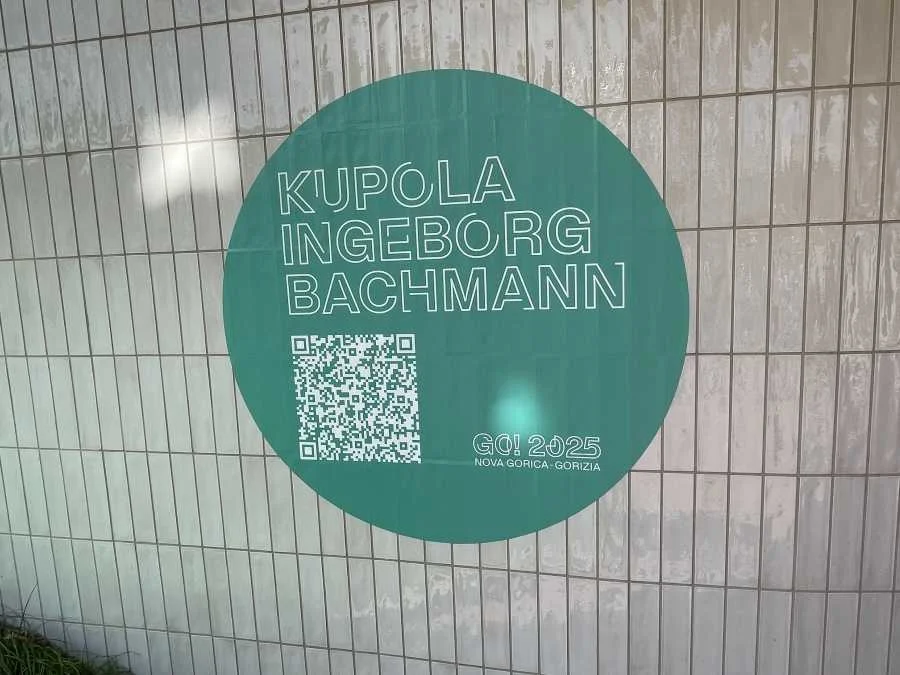 KUPOLA
INGEBORG
BACHMANN
GO! 2025
NOVA GORICA-GORIZIA